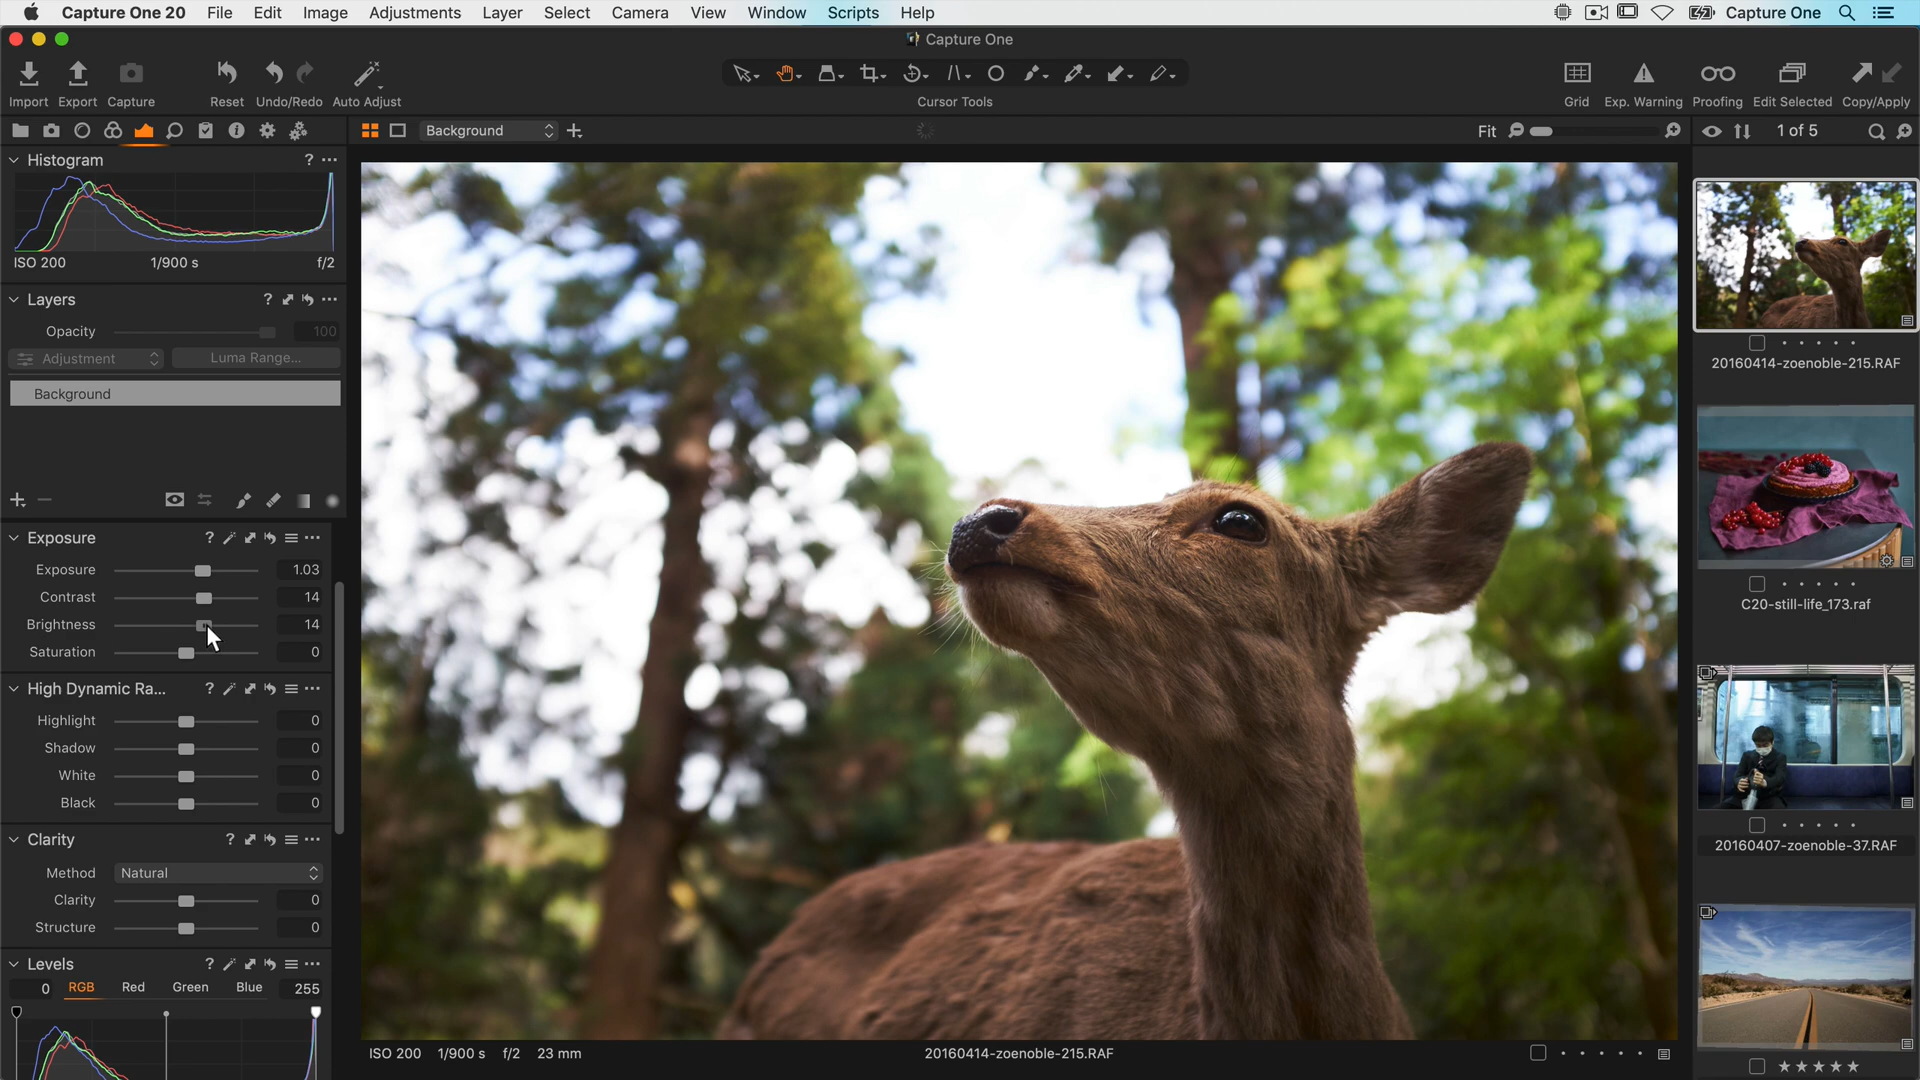 Capture One 20 File Edit Image Adjustments Layer Select Camera View Window Scripts Help Capture One
Capture One
Import Export Capture Reset Undo/Redo Auto Adjust Cursor Tools Grid Exp. Warning Proofing Edit Selected Copy/Apply
Background Fit 1 of 5
Histogram ?
ISO 200 1/900 s f/2
Layers ?
Opacity 100
Adjustment Luma Range...
Background
Exposure ?
Exposure 1.03
Contrast 14
Brightness 14
Saturation 0
High Dynamic Ra... ?
Highlight 0
Shadow 0
White 0
Black 0
Clarity ?
Method Natural
Clarity 0
Structure 0
Levels ?
0 RGB Red Green Blue 255
ISO 200 1/900 s f/2 23 mm 20160414-zoenoble-215.RAF
20160414-zoenoble-215.RAF
C20-still-life_173.raf
20160407-zoenoble-37.RAF